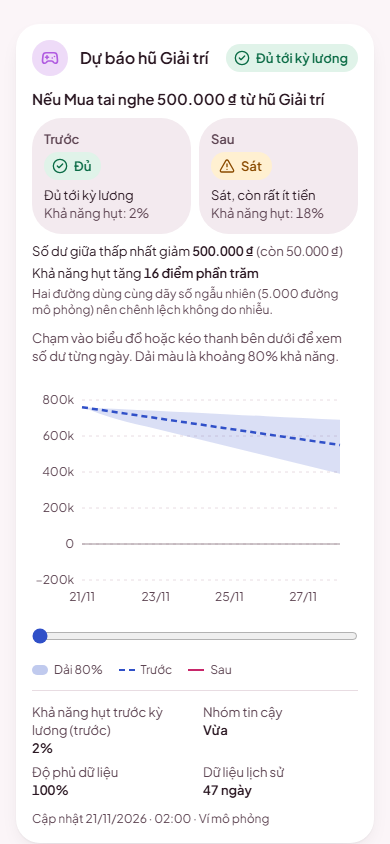 Dự báo hũ Giải trí
Đủ tới kỳ lương
Nếu Mua tai nghe 500.000 ₫ từ hũ Giải trí
Trước
Đủ
Đủ tới kỳ lương
Khả năng hụt: 2%
Sau
Sát
Sát, còn rất ít tiền
Khả năng hụt: 18%
Số dư giữa thấp nhất giảm 500.000 ₫ (còn 50.000 ₫)
Khả năng hụt tăng 16 điểm phần trăm
Hai đường dùng cùng dãy số ngẫu nhiên (5.000 đường
mô phỏng) nên chênh lệch không do nhiễu.
Chạm vào biểu đồ hoặc kéo thanh bên dưới để xem
số dư từng ngày. Dải màu là khoảng 80% khả năng.
800k
600k
400k
200k
0
−200k
21/11
23/11
25/11
27/11
Dải 80%
Trước
Sau
Khả năng hụt trước kỳ
lương (trước)
2%
Nhóm tin cậy
Vừa
Độ phủ dữ liệu
100%
Dữ liệu lịch sử
47 ngày
Cập nhật 21/11/2026 · 02:00 · Ví mô phỏng